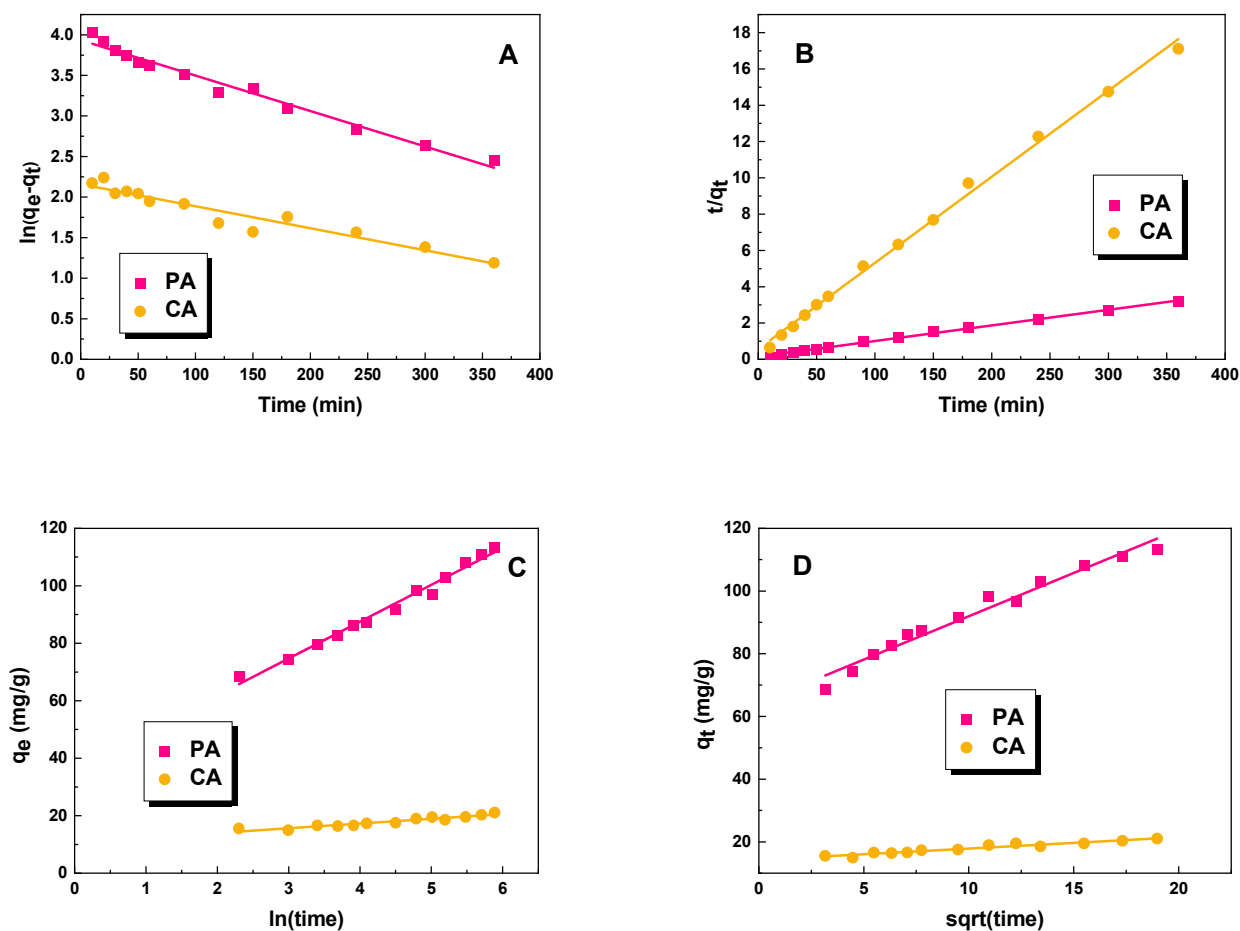 A
ln(qe-qt)
4.0
3.5
3.0
2.5
2.0
1.5
1.0
0.5
0.0
PA
CA
0 50 100 150 200 250 300 350 400
Time (min)
B
t/qt
18
16
14
12
10
8
6
4
2
0
PA
CA
0 50 100 150 200 250 300 350 400
Time (min)
C
qe (mg/g)
120
100
80
60
40
20
0
PA
CA
0 1 2 3 4 5 6
ln(time)
D
qt (mg/g)
120
100
80
60
40
20
PA
CA
0 5 10 15 20
sqrt(time)